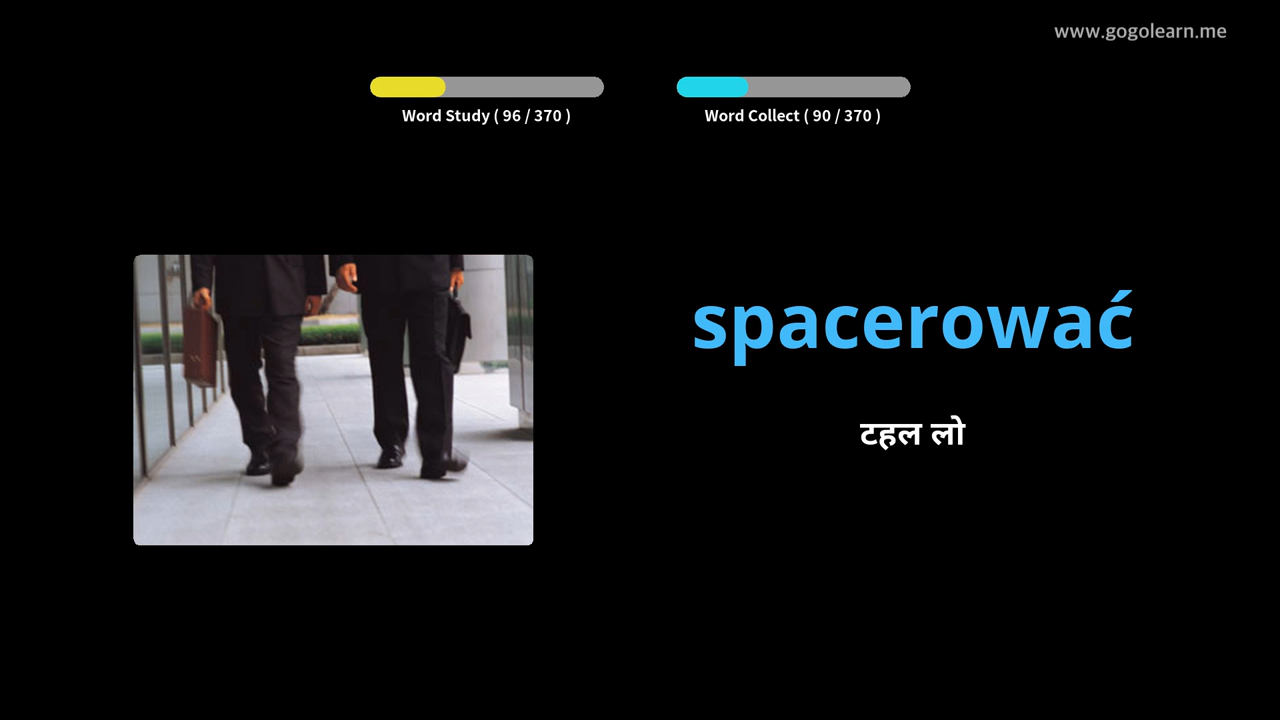 www.gogolearn.me
Word Study ( 96 / 370 )
Word Collect ( 90 / 370 )
spacerować
टहल लो